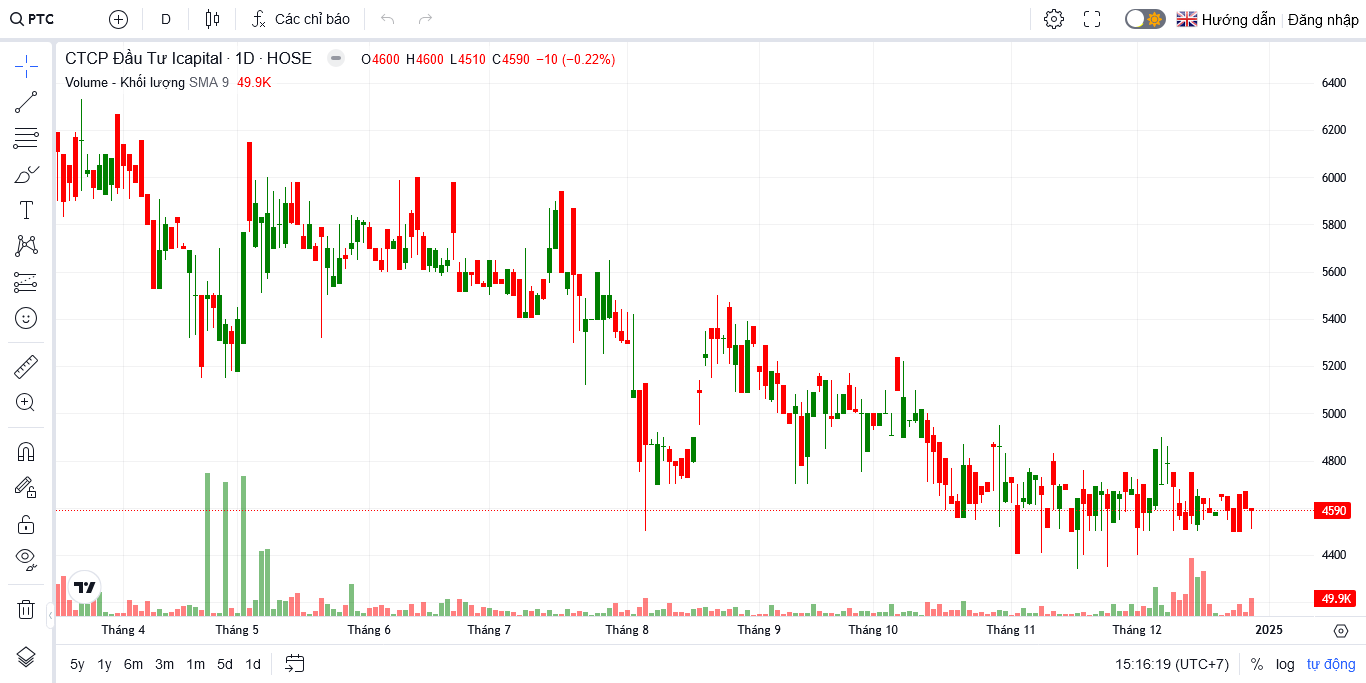 PTC D Các chỉ báo Hướng dẫn Đăng nhập
CTCP Đầu Tư Icapital · 1D · HOSE O4600 H4600 L4510 C4590 −10 (−0.22%)
Volume - Khối lượng SMA 9 49.9K
6400
6200
6000
5800
5600
5400
5200
5000
4800
4590
4400
49.9K
Tháng 4 Tháng 5 Tháng 6 Tháng 7 Tháng 8 Tháng 9 Tháng 10 Tháng 11 Tháng 12 2025
5y 1y 6m 3m 1m 5d 1d 15:16:19 (UTC+7) % log tự động